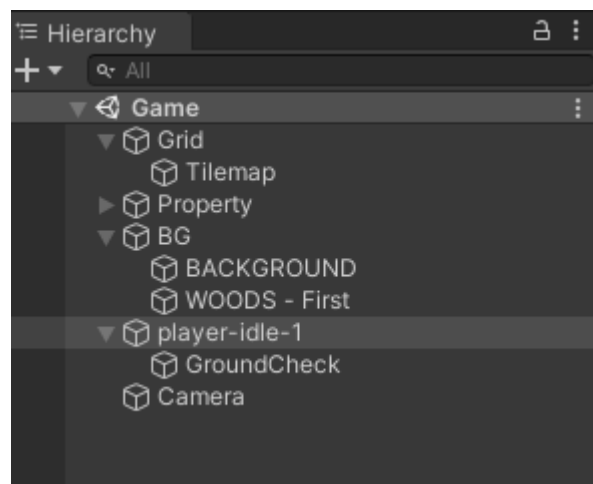 Hierarchy
All
Game
Grid
Tilemap
Property
BG
BACKGROUND
WOODS - First
player-idle-1
GroundCheck
Camera